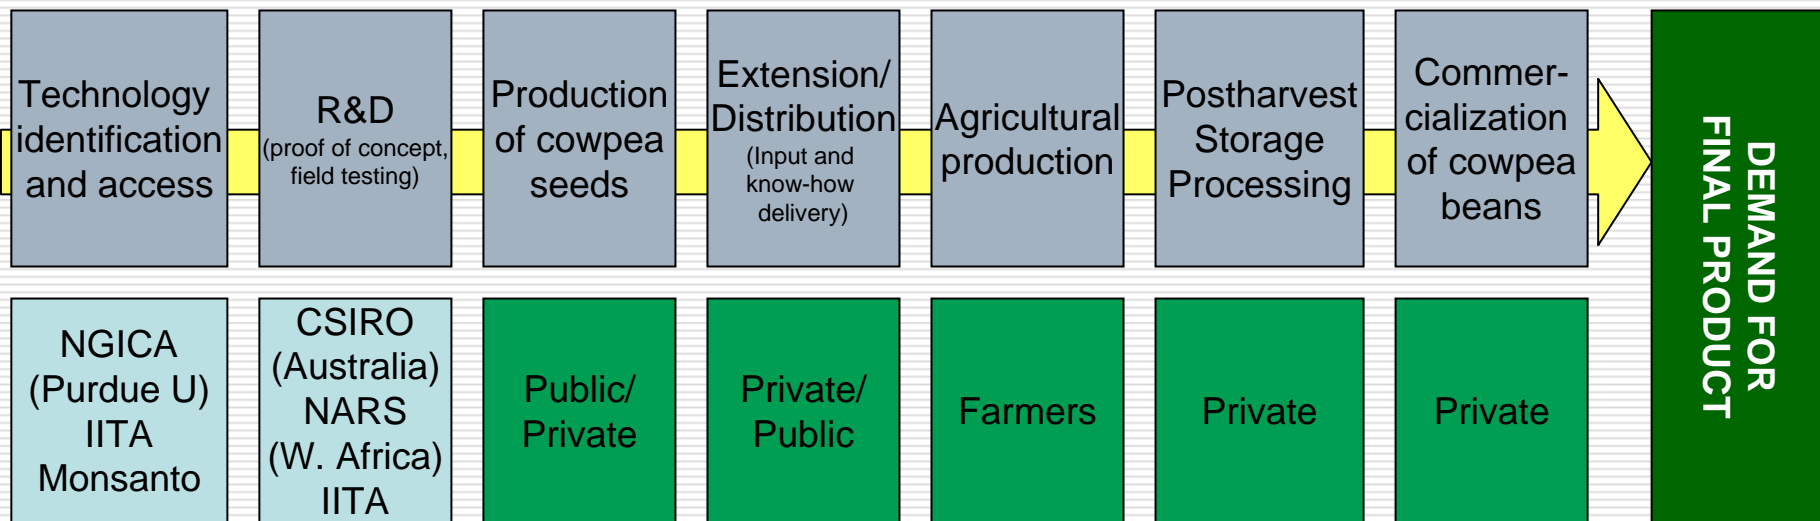 Technology
identification
and access
R&D
(proof of concept,
field testing)
Production
of cowpea
seeds
Extension/
Distribution
(Input and
know-how
delivery)
Agricultural
production
Postharvest
Storage
Processing
Commer-
cialization
of cowpea
beans
DEMAND FOR
FINAL PRODUCT
NGICA
(Purdue U)
IITA
Monsanto
CSIRO
(Australia)
NARS
(W. Africa)
IITA
Public/
Private
Private/
Public
Farmers
Private
Private